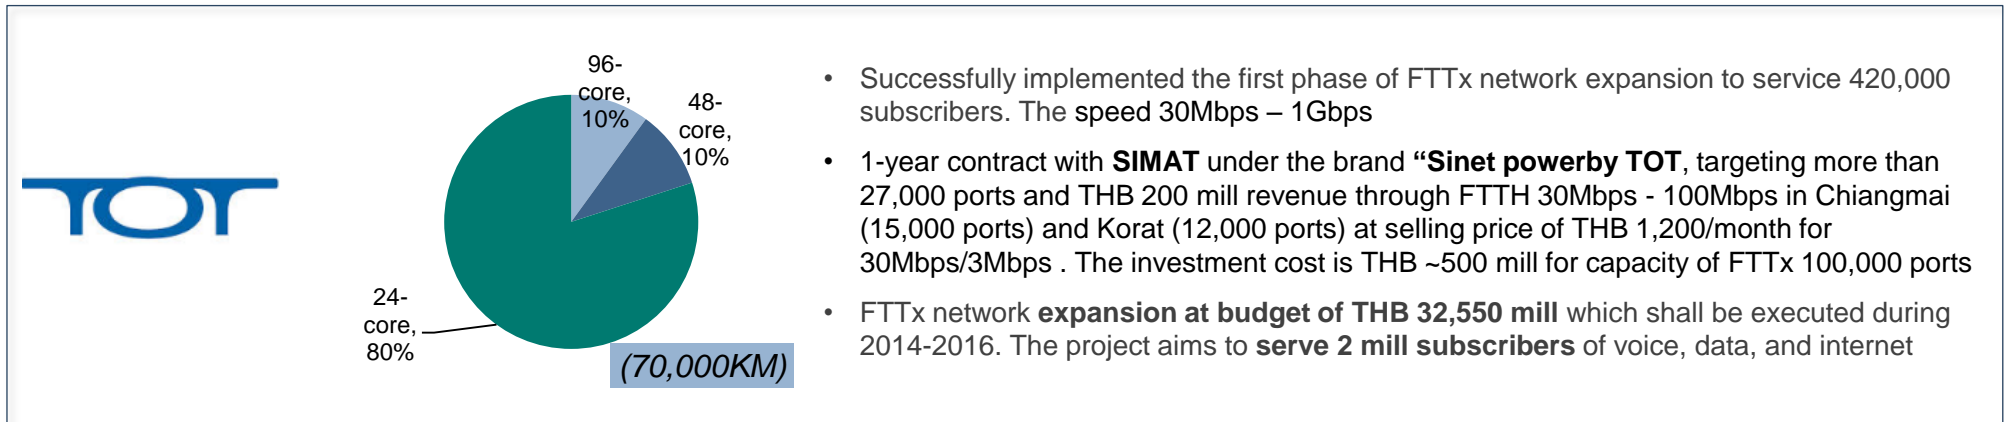 TOT
96-
core,
10%
48-
core,
10%
24-
core,
80%
(70,000KM)
• Successfully implemented the first phase of FTTx network expansion to service 420,000
subscribers. The speed 30Mbps – 1Gbps
• 1-year contract with SIMAT under the brand “Sinet powerby TOT, targeting more than
27,000 ports and THB 200 mill revenue through FTTH 30Mbps - 100Mbps in Chiangmai
(15,000 ports) and Korat (12,000 ports) at selling price of THB 1,200/month for
30Mbps/3Mbps . The investment cost is THB ~500 mill for capacity of FTTx 100,000 ports
• FTTx network expansion at budget of THB 32,550 mill which shall be executed during
2014-2016. The project aims to serve 2 mill subscribers of voice, data, and internet